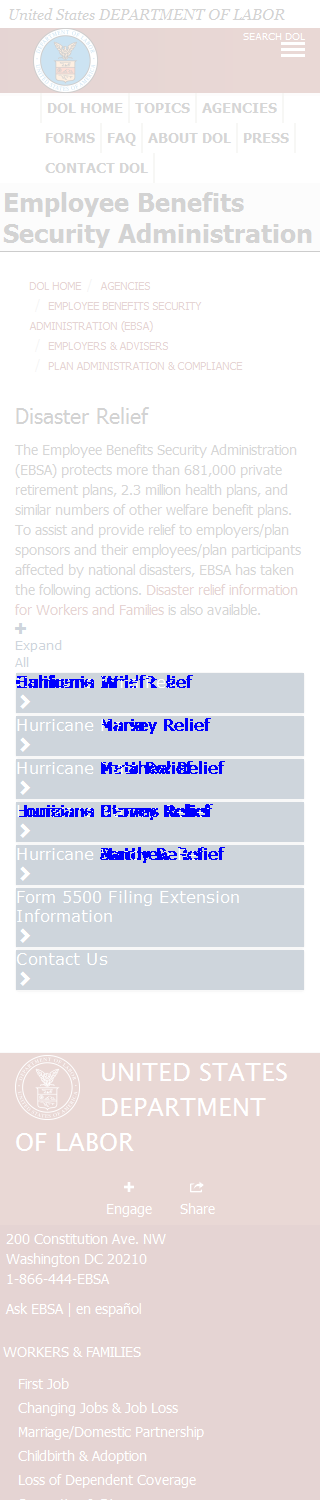 United States DEPARTMENT OF LABOR
SEARCH DOL
DOL HOME TOPICS AGENCIES
FORMS FAQ ABOUT DOL PRESS
CONTACT DOL
Employee Benefits
Security Administration
DOL HOME / AGENCIES
/ EMPLOYEE BENEFITS SECURITY
ADMINISTRATION (EBSA)
/ EMPLOYERS & ADVISERS
/ PLAN ADMINISTRATION & COMPLIANCE
Disaster Relief
The Employee Benefits Security Administration
(EBSA) protects more than 681,000 private
retirement plans, 2.3 million health plans, and
similar numbers of other welfare benefit plans.
To assist and provide relief to employers/plan
sponsors and their employees/plan participants
affected by national disasters, EBSA has taken
the following actions. Disaster relief information
for Workers and Families is also available.
Expand
All
Relief
Hurricane Relief
Hurricane Relief
Relief
Hurricane Relief
Form 5500 Filing Extension
Information
Contact Us
UNITED STATES
DEPARTMENT
OF LABOR
Engage Share
200 Constitution Ave. NW
Washington DC 20210
1-866-444-EBSA
Ask EBSA | en español
WORKERS & FAMILIES
First Job
Changing Jobs & Job Loss
Marriage/Domestic Partnership
Childbirth & Adoption
Loss of Dependent Coverage